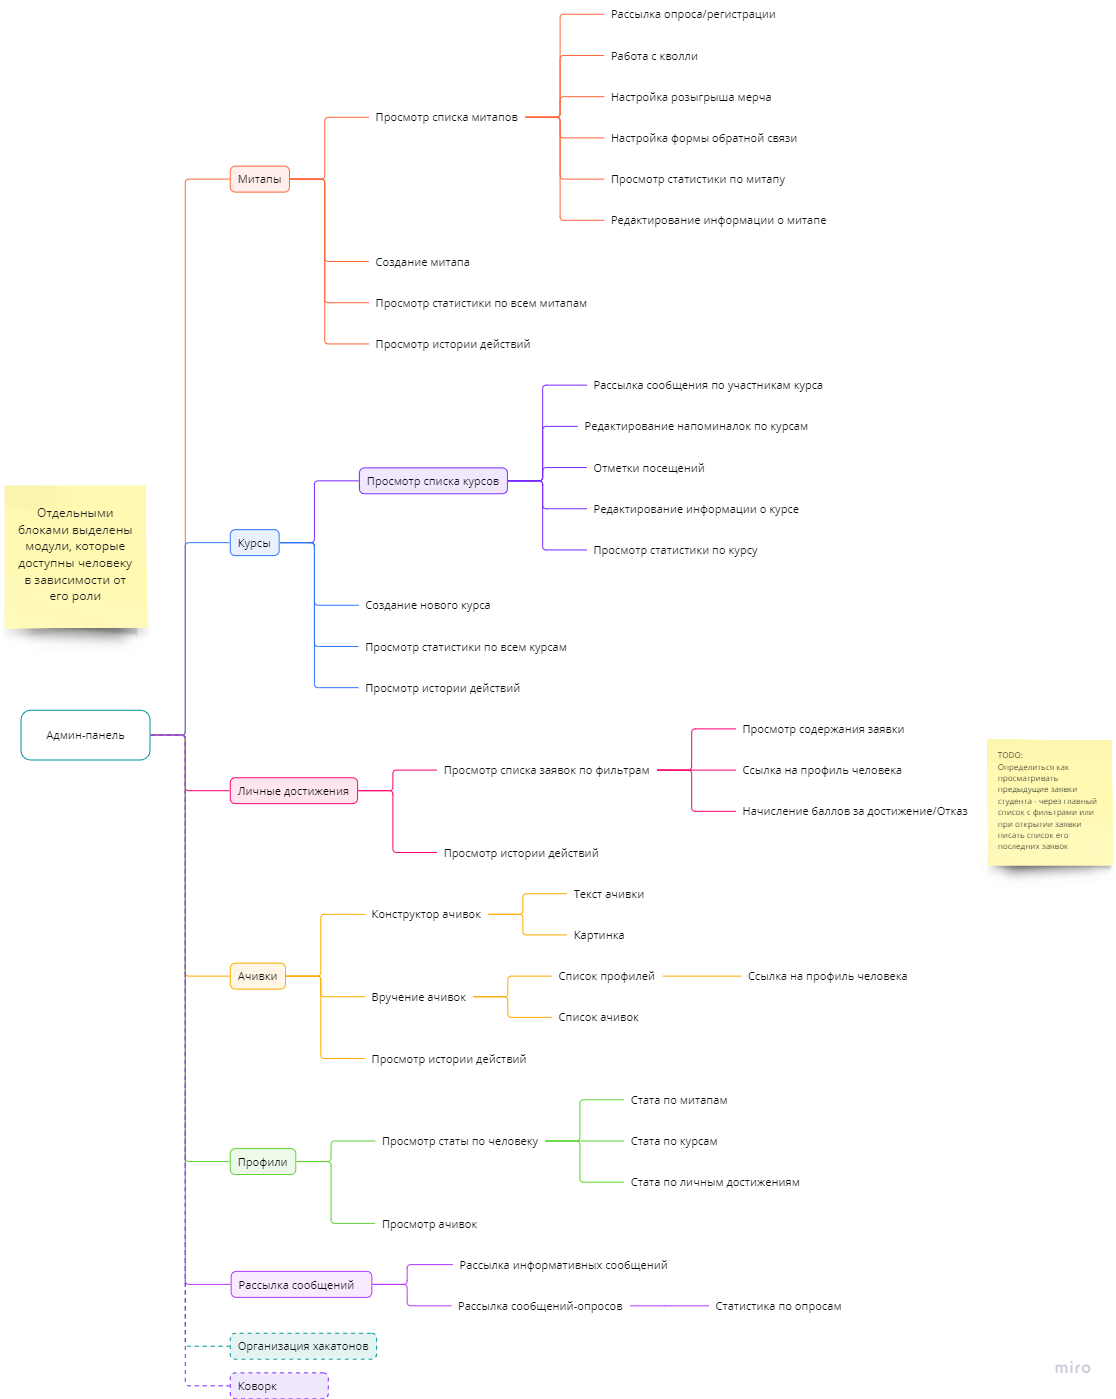 Рассылка опроса/регистрации
Работа с кволли
Настройка розыгрыша мерча
Просмотр списка митапов
Настройка формы обратной связи
Митапы
Просмотр статистики по митапу
Редактирование информации о митапе
Создание митапа
Просмотр статистики по всем митапам
Просмотр истории действий
Рассылка сообщения по участникам курса
Редактирование напоминалок по курсам
Отметки посещений
Просмотр списка курсов
Редактирование информации о курсе
Просмотр статистики по курсу
Отдельными
блоками выделены
модули, которые
доступны человеку
в зависимости от
его роли
Курсы
Создание нового курса
Просмотр статистики по всем курсам
Просмотр истории действий
Админ-панель
Просмотр содержания заявки
Просмотр списка заявок по фильтрам
Ссылка на профиль человека
Личные достижения
Начисление баллов за достижение/Отказ
TODO:
Определиться как
просматривать
предыдущие заявки
студента - через главный
список с фильтрами или
при открытии заявки
писать список его
последних заявок
Просмотр истории действий
Текст ачивки
Конструктор ачивок
Картинка
Ачивки
Список профилей
Ссылка на профиль человека
Вручение ачивок
Список ачивок
Просмотр истории действий
Стата по митапам
Просмотр статы по человеку
Стата по курсам
Профили
Стата по личным достижениям
Просмотр ачивок
Рассылка информативных сообщений
Рассылка сообщений
Рассылка сообщений-опросов
Статистика по опросам
Организация хакатонов
Коворк
miro